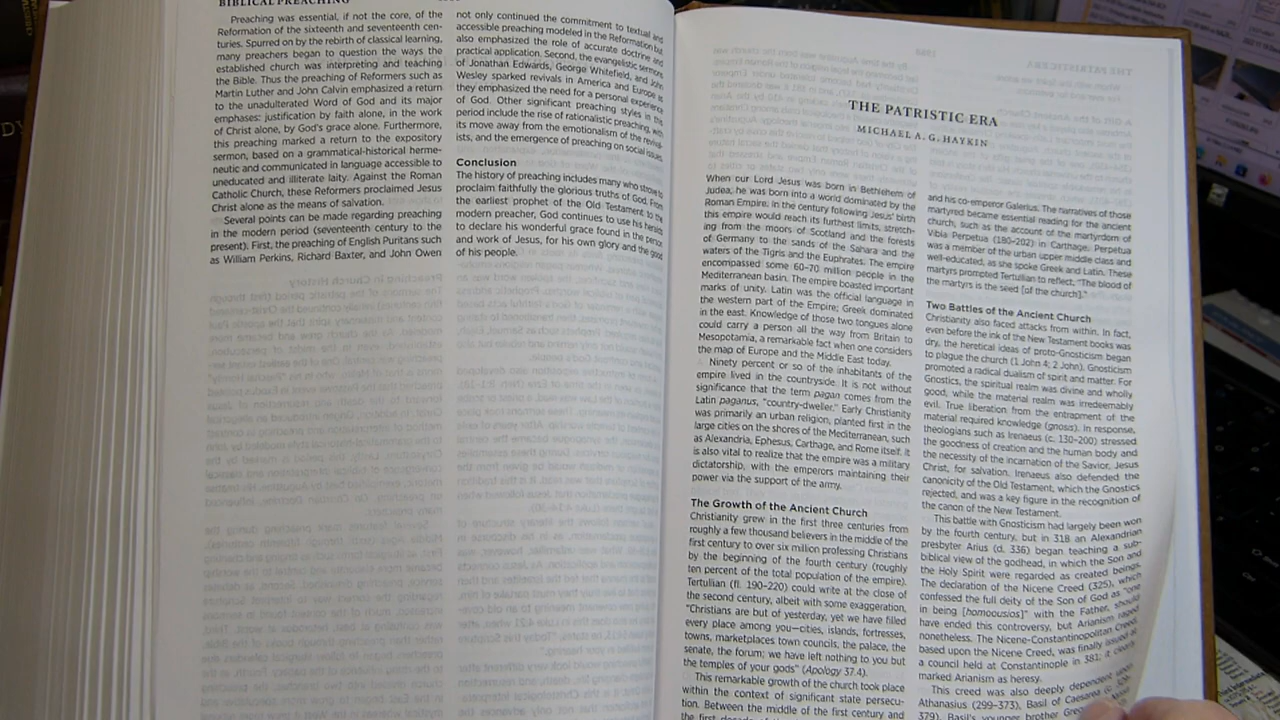 BIBLICAL PREACHING
Preaching was essential, if not the core, of the
Reformation of the sixteenth and seventeenth cen-
turies. Spurred on by the rebirth of classical learning,
many preachers began to question the ways the
established church was interpreting and teaching
the Bible. Thus the preaching of Reformers such as
Martin Luther and John Calvin emphasized a return
to the unadulterated Word of God and its major
emphases: justification by faith alone, in the work
of Christ alone, by God's grace alone. Furthermore,
this preaching marked a return to the expository
sermon, based on a grammatical-historical herme-
neutic and communicated in language accessible to
uneducated and illiterate laity. Against the Roman
Catholic Church, these Reformers proclaimed Jesus
Christ alone as the means of salvation.
Several points can be made regarding preaching
in the modern period (seventeenth century to the
present). First, the preaching of English Puritans such
as William Perkins, Richard Baxter, and John Owen
not only continued the commitment to textual and
accessible preaching modeled in the Reformation but
also emphasized the role of accurate doctrine and
practical application. Second, the evangelistic sermons
of Jonathan Edwards, George Whitefield, and John
Wesley sparked revivals in America and Europe as
they emphasized the need for a personal experience
of God. Other significant preaching styles in the
period include the rise of rationalistic preaching, with
its move away from the emotionalism of the revival-
ists, and the emergence of preaching on social issues.
Conclusion
The history of preaching includes many who strove to
proclaim faithfully the glorious truths of God. From
the earliest prophet of the Old Testament to the
modern preacher, God continues to use his heralds
to declare his wonderful grace found in the person
and work of Jesus, for his own glory and the good
of his people.
THE PATRISTIC ERA
MICHAEL A. G. HAYKIN
When our Lord Jesus was born in Bethlehem of
Judea, he was born into a world dominated by the
Roman Empire. In the century following Jesus' birth
this empire would reach its furthest limits, stretch-
ing from the moors of Scotland and the forests
of Germany to the sands of the Sahara and the
waters of the Tigris and the Euphrates. The empire
encompassed some 60–70 million people in the
Mediterranean basin. The empire boasted important
marks of unity. Latin was the official language in
the western part of the Empire; Greek dominated
in the east. Knowledge of those two tongues alone
could carry a person all the way from Britain to
Mesopotamia, a remarkable fact when one considers
the map of Europe and the Middle East today.
Ninety percent or so of the inhabitants of the
empire lived in the countryside. It is not without
significance that the term pagan comes from the
Latin paganus, "country-dweller." Early Christianity
was primarily an urban religion, planted first in the
large cities on the shores of the Mediterranean, such
as Alexandria, Ephesus, Carthage, and Rome itself. It
is also vital to realize that the empire was a military
dictatorship, with the emperors maintaining their
power via the support of the army.
The Growth of the Ancient Church
Christianity grew in the first three centuries from
roughly a few thousand believers in the middle of the
first century to over six million professing Christians
by the beginning of the fourth century (roughly
ten percent of the total population of the empire).
Tertullian (fl. 190–220) could write at the close of
the second century, albeit with some exaggeration,
"Christians are but of yesterday, yet we have filled
every place among you—cities, islands, fortresses,
towns, marketplaces town councils, the palace, the
senate, the forum; we have left nothing to you but
the temples of your gods" (Apology 37.4).
This remarkable growth of the church took place
within the context of significant state persecu-
tion. Between the middle of the first century and
the first
and his co-emperor Galerius. The narratives of those
martyred became essential reading for the ancient
church, such as the account of the martyrdom of
Vibia Perpetua (180–202) in Carthage. Perpetua
was a member of the urban upper middle class and
well-educated, as she spoke Greek and Latin. These
martyrs prompted Tertullian to reflect, "The blood of
the martyrs is the seed [of the church]."
Two Battles of the Ancient Church
Christianity also faced attacks from within. In fact,
even before the ink of the New Testament books was
dry, the heretical ideas of proto-Gnosticism began
to plague the church (1 John 4; 2 John). Gnosticism
promoted a radical dualism of spirit and matter. For
Gnostics, the spiritual realm was divine and wholly
good, while the material realm was irredeemably
evil. True liberation from the entrapment of the
material required knowledge (gnosis). In response,
theologians such as Irenaeus (c. 130–200) stressed
the goodness of creation and the human body and
the necessity of the incarnation of the Savior, Jesus
Christ, for salvation. Irenaeus also defended the
canonicity of the Old Testament, which the Gnostics
rejected, and was a key figure in the recognition of
the canon of the New Testament.
This battle with Gnosticism had largely been won
by the fourth century, but in 318 an Alexandrian
presbyter Arius (d. 336) began teaching a sub-
biblical view of the godhead, in which the Son and
the Holy Spirit were regarded as created beings.
The declaration of the Nicene Creed (325), which
confessed the full deity of the Son of God as "one
in being [homoousios]" with the Father, should
have ended this controversy, but Arianism raged
nonetheless. The Nicene-Constantinopolitan Creed,
based upon the Nicene Creed, was finally issued at
a council held at Constantinople in 381; it clearly
marked Arianism as heresy.
This creed was also deeply dependent upon
Athanasius (299–373), Basil of Caesarea
379), Basil's younger brother